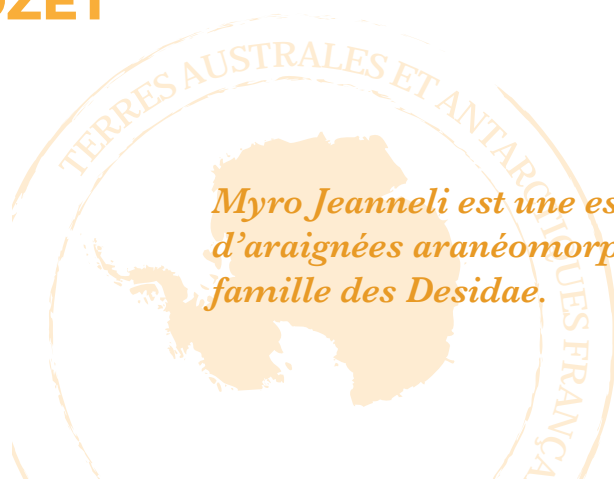 OZET
TERRES AUSTRALES ET ANTARCTIQUES FRANÇA
Myro Jeanneli est une es
d’araignées aranéomorp
famille des Desidae.